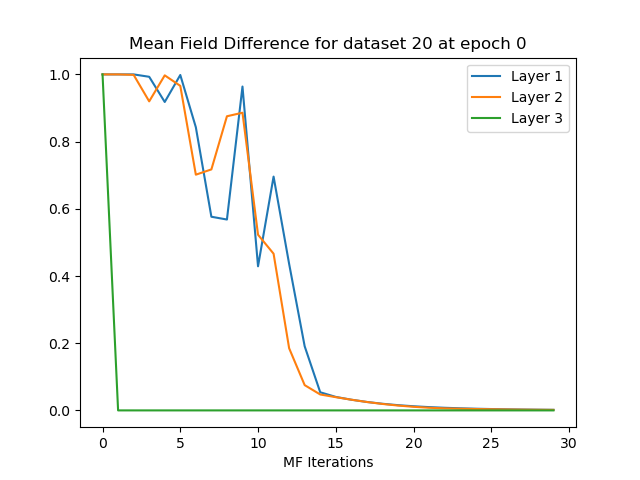 Mean Field Difference for dataset 20 at epoch 0
Layer 1
Layer 2
Layer 3
1.0
0.8
0.6
0.4
0.2
0.0
0 5 10 15 20 25 30
MF Iterations